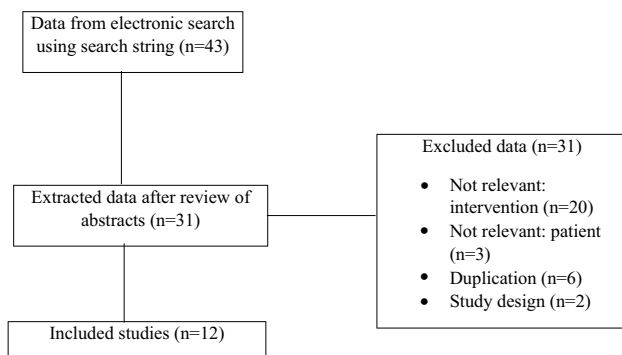 Data from electronic search
using search string (n=43)
Extracted data after review of
abstracts (n=31)
Included studies (n=12)
Excluded data (n=31)
• Not relevant:
intervention (n=20)
• Not relevant: patient
(n=3)
• Duplication (n=6)
• Study design (n=2)